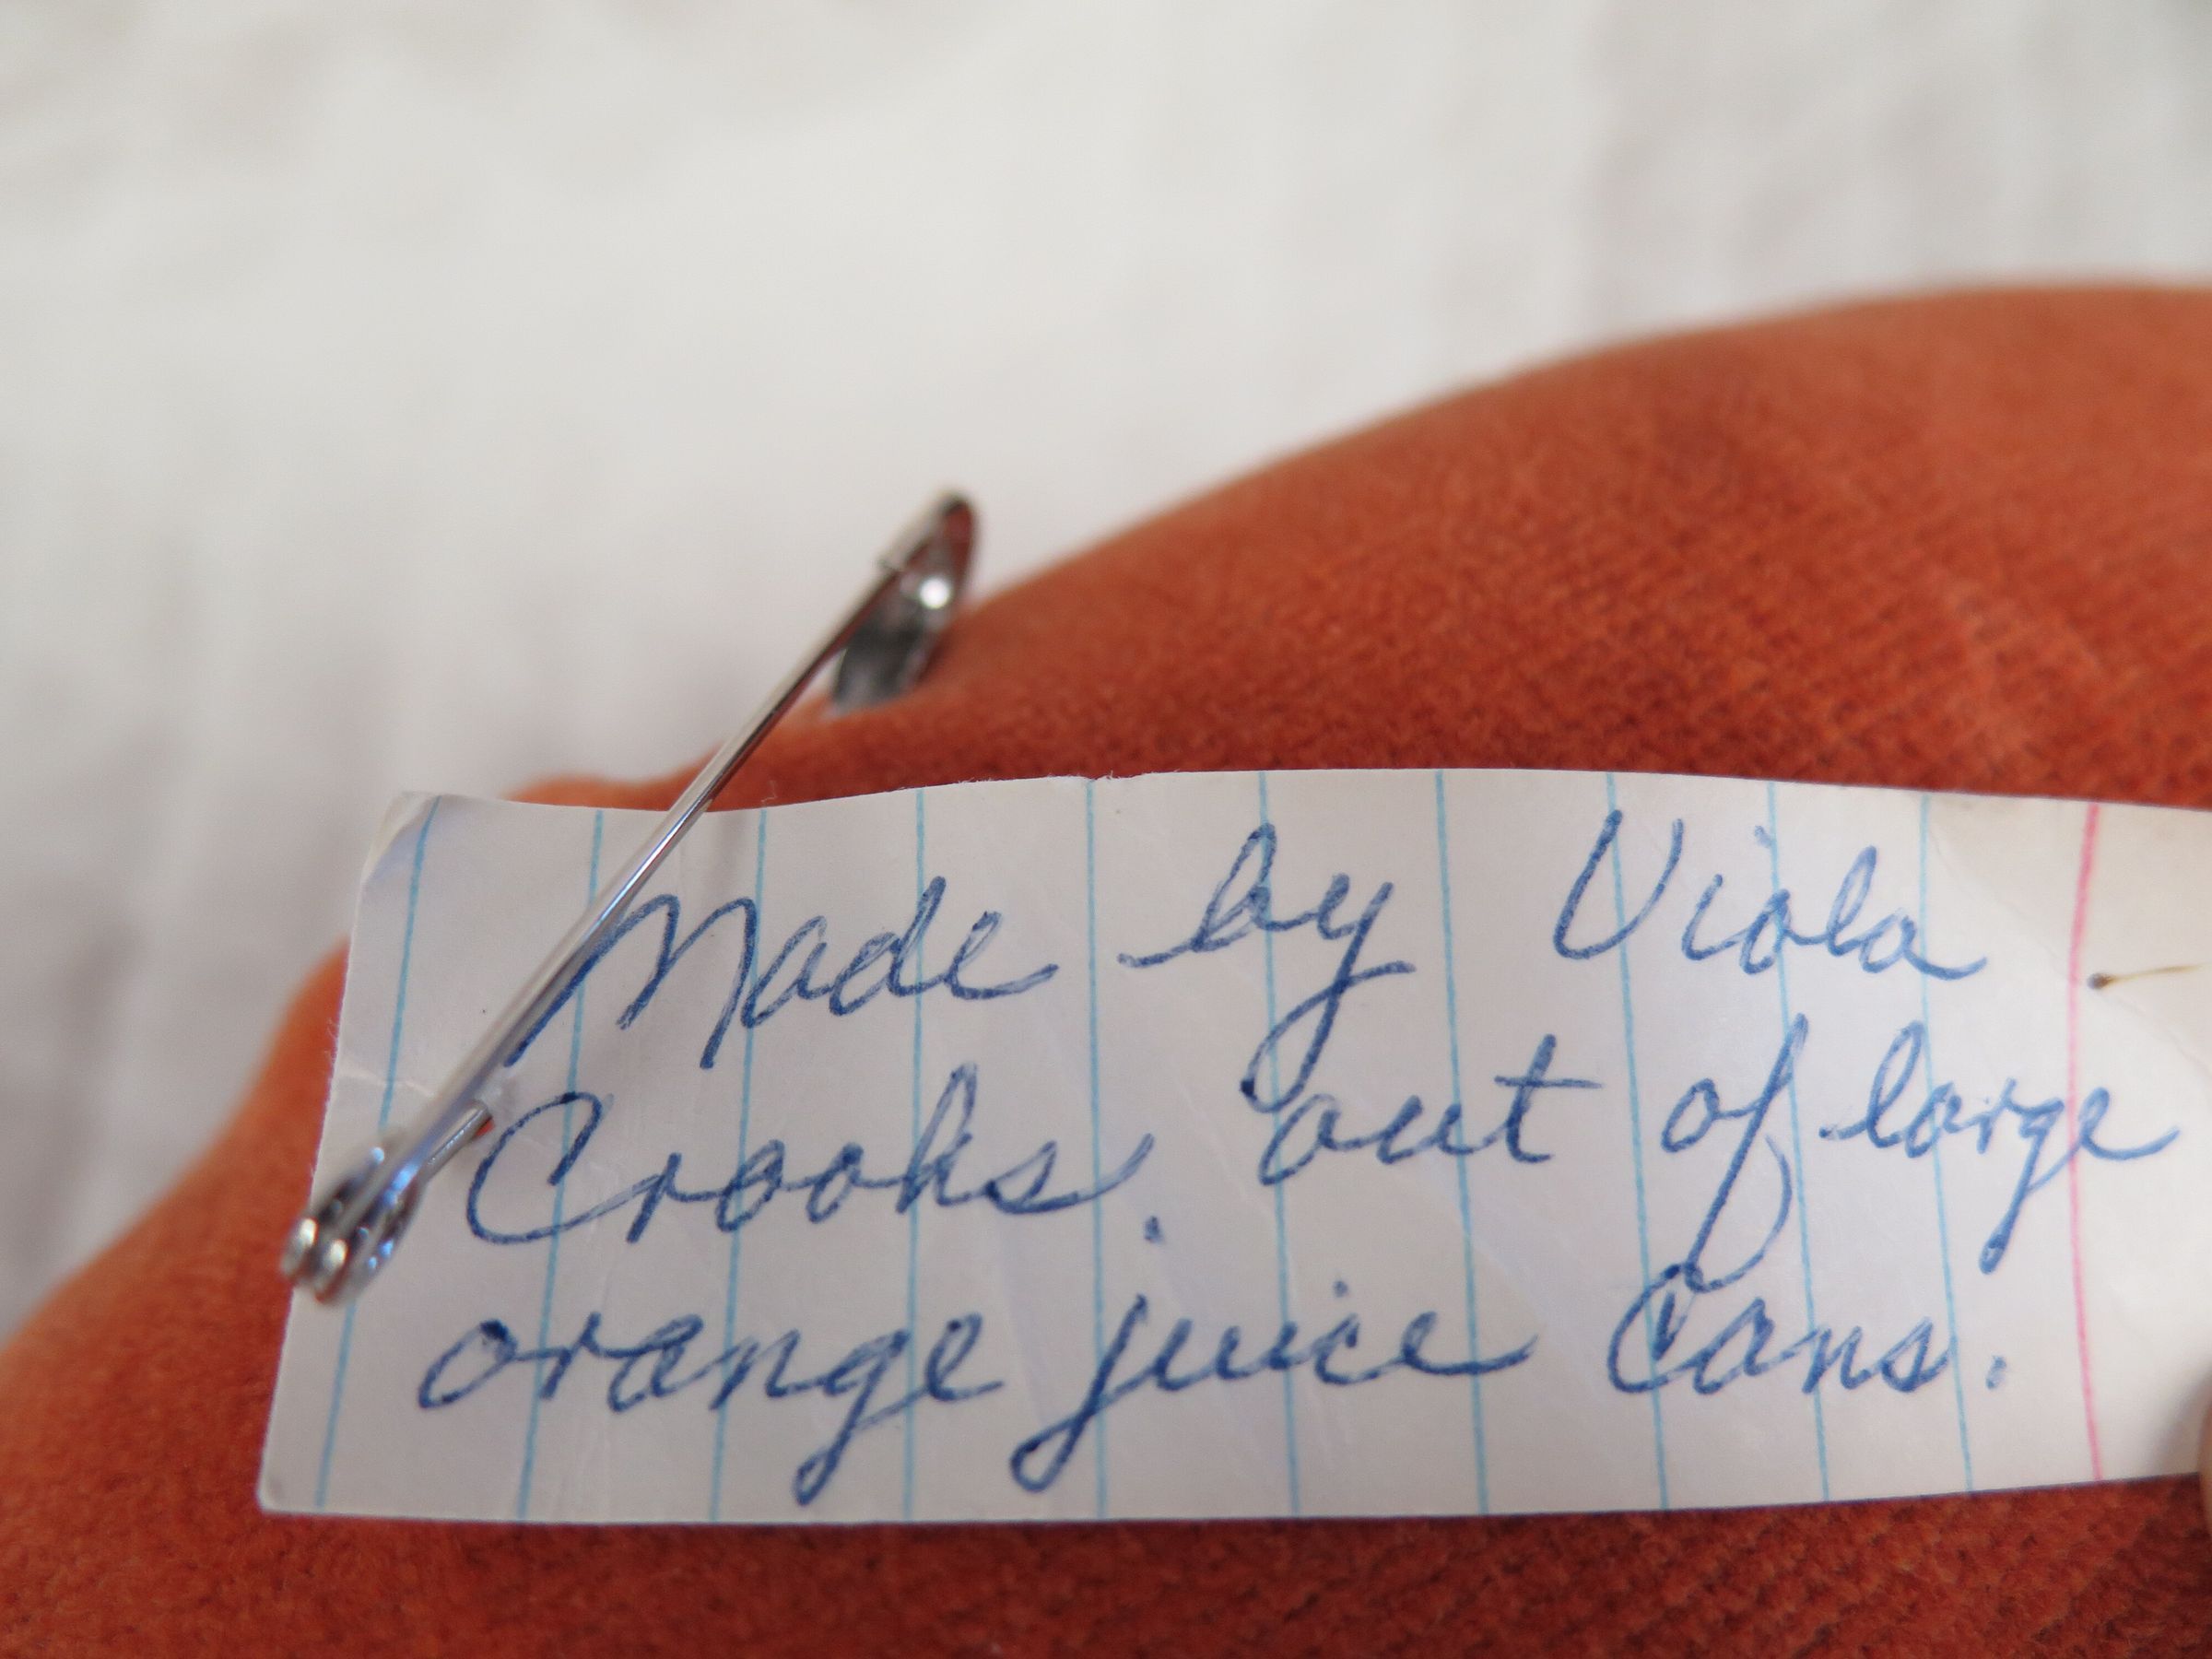 Made by Viola
Crooks. out of large
orange juice Cans.